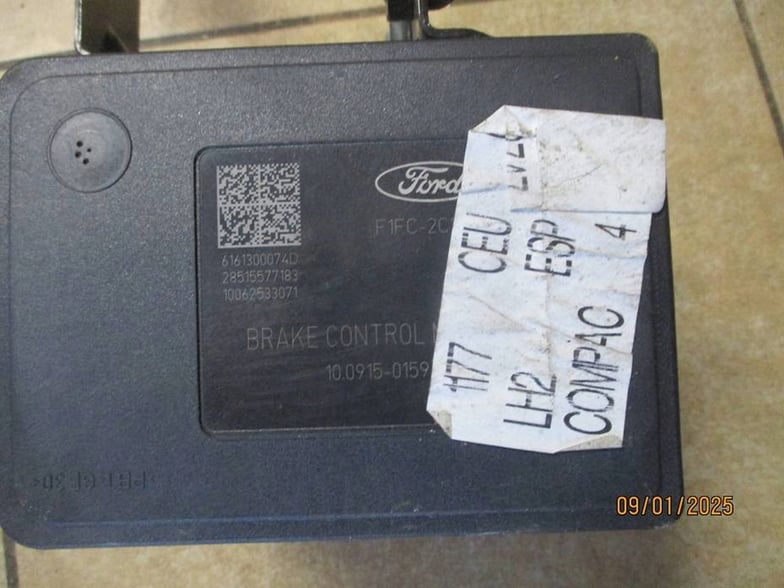 Ford
F1FC-2C
6161300074D
28515577183
10062533071
BRAKE CONTROL
10.0915-0159
1177 CEU
LH2 ESP
COMPAC 4
09/01/2025